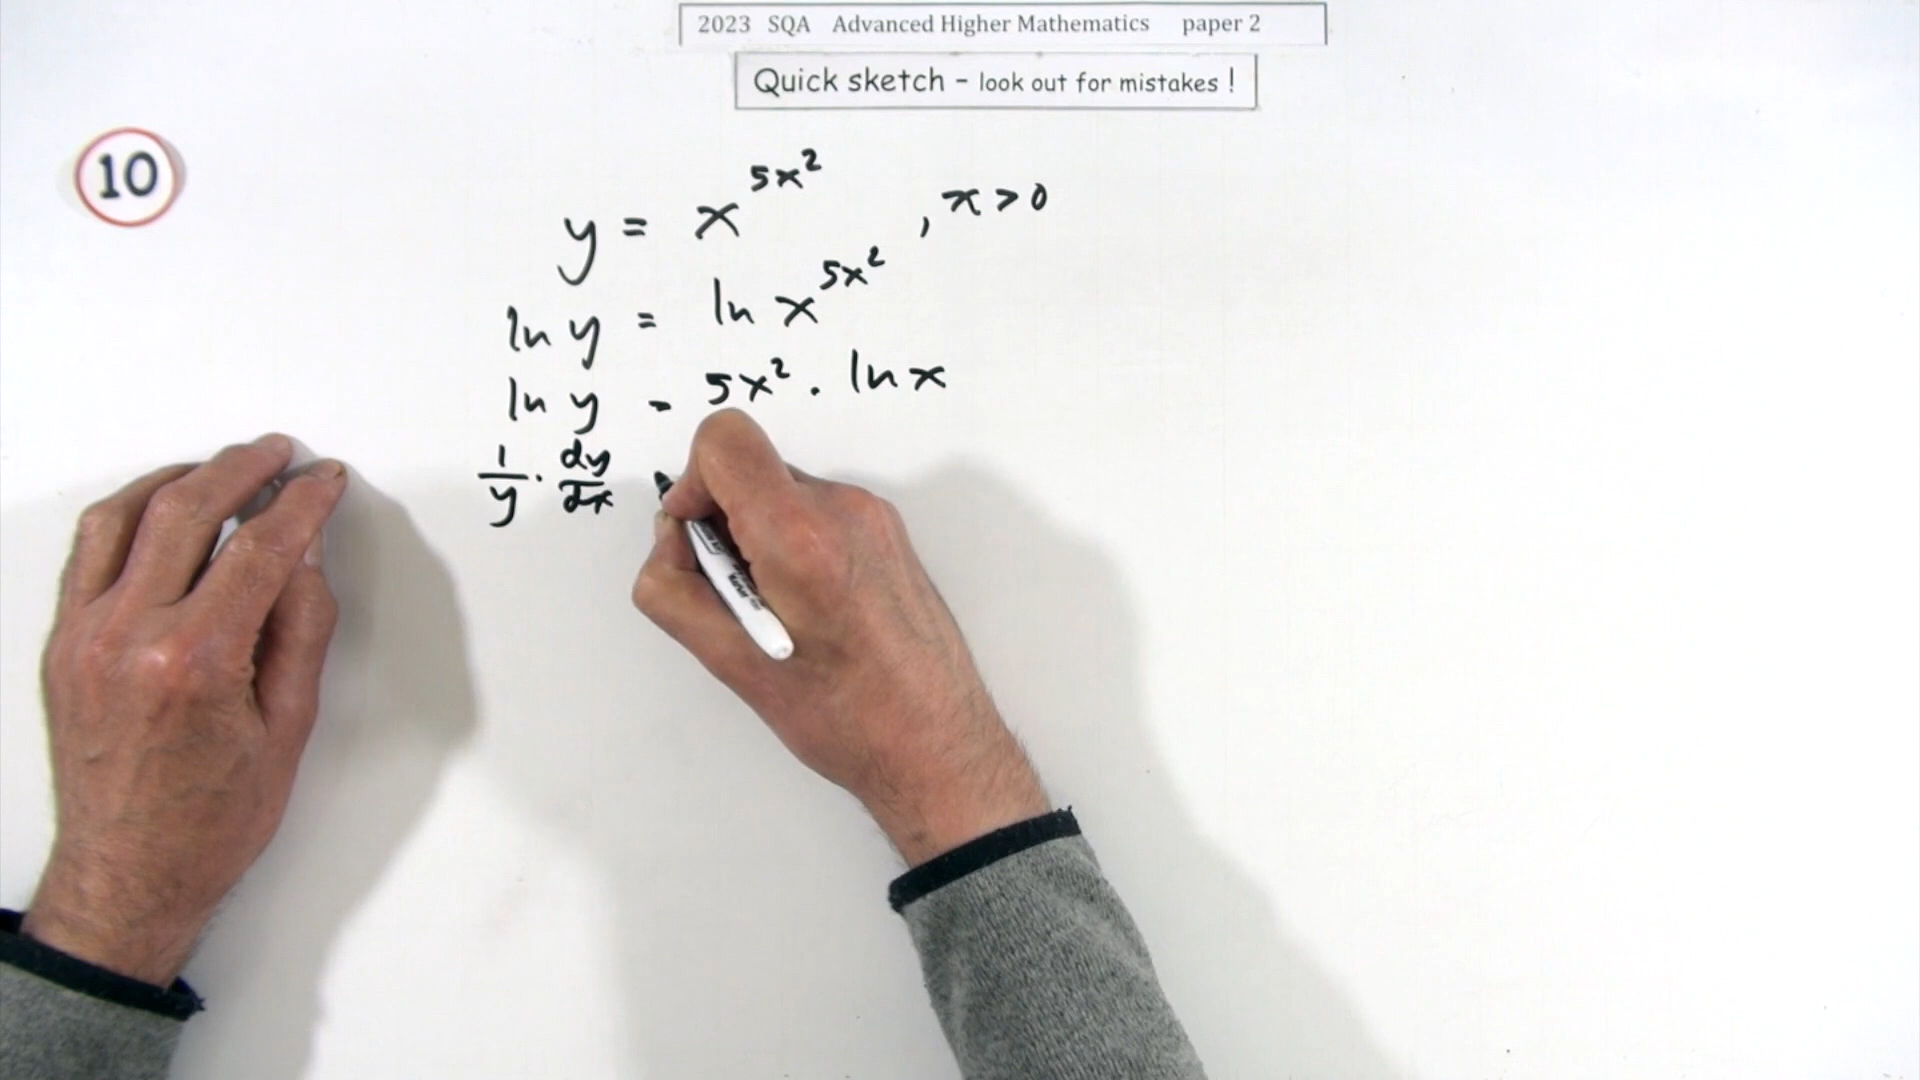 2023 SQA Advanced Higher Mathematics paper 2
Quick sketch – look out for mistakes !
10
y = x^{5x^2} , x > 0
ln y = ln x^{5x^2}
ln y = 5x^2 . ln x
1/y . dy/dx